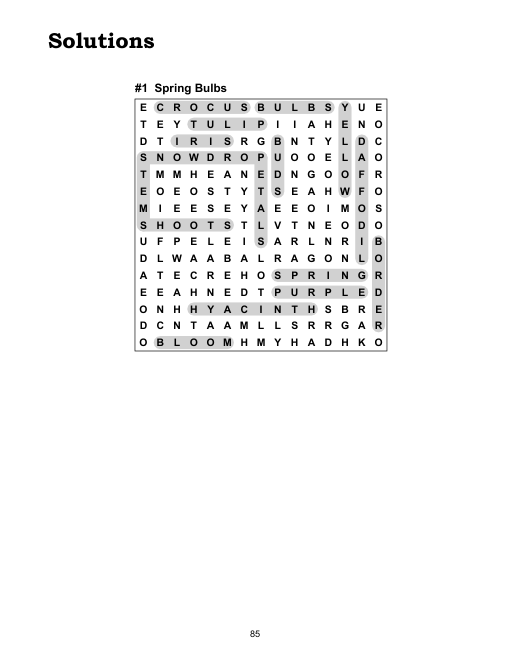 Solutions
#1 Spring Bulbs
E C R O C U S B U L B S Y U E
T E Y T U L I P I I A H E N O
D T I R I S R G B N T Y L D C
S N O W D R O P U O O E L A O
T M M H E A N E D N G O O F R
E O E O S T Y T S E A H W F O
M I E E S E Y A E E O I M O S
S H O O T S T L V T N E O D O
U F P E L E I S A R L N R I B
D L W A A B A L R A G O N L O
A T E C R E H O S P R I N G R
E E A H N E D T P U R P L E D
O N H H Y A C I N T H S B R E
D C N T A A M L L S R R G A R
O B L O O M H M Y H A D H K O
85